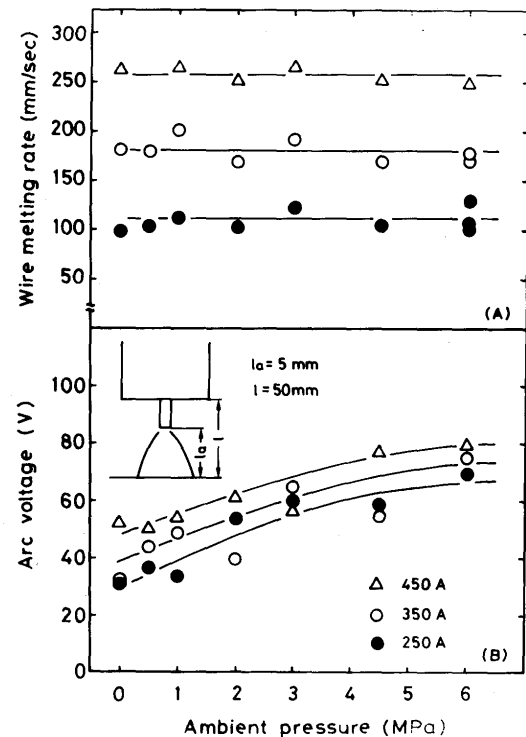 Wire melting rate (mm/sec)
300
250
200
150
100
50
(A)
Arc voltage (V)
100
80
60
40
20
0
la = 5 mm
l = 50mm
la
l
△ 450 A
○ 350 A
● 250 A
(B)
0 1 2 3 4 5 6
Ambient pressure (MPa)